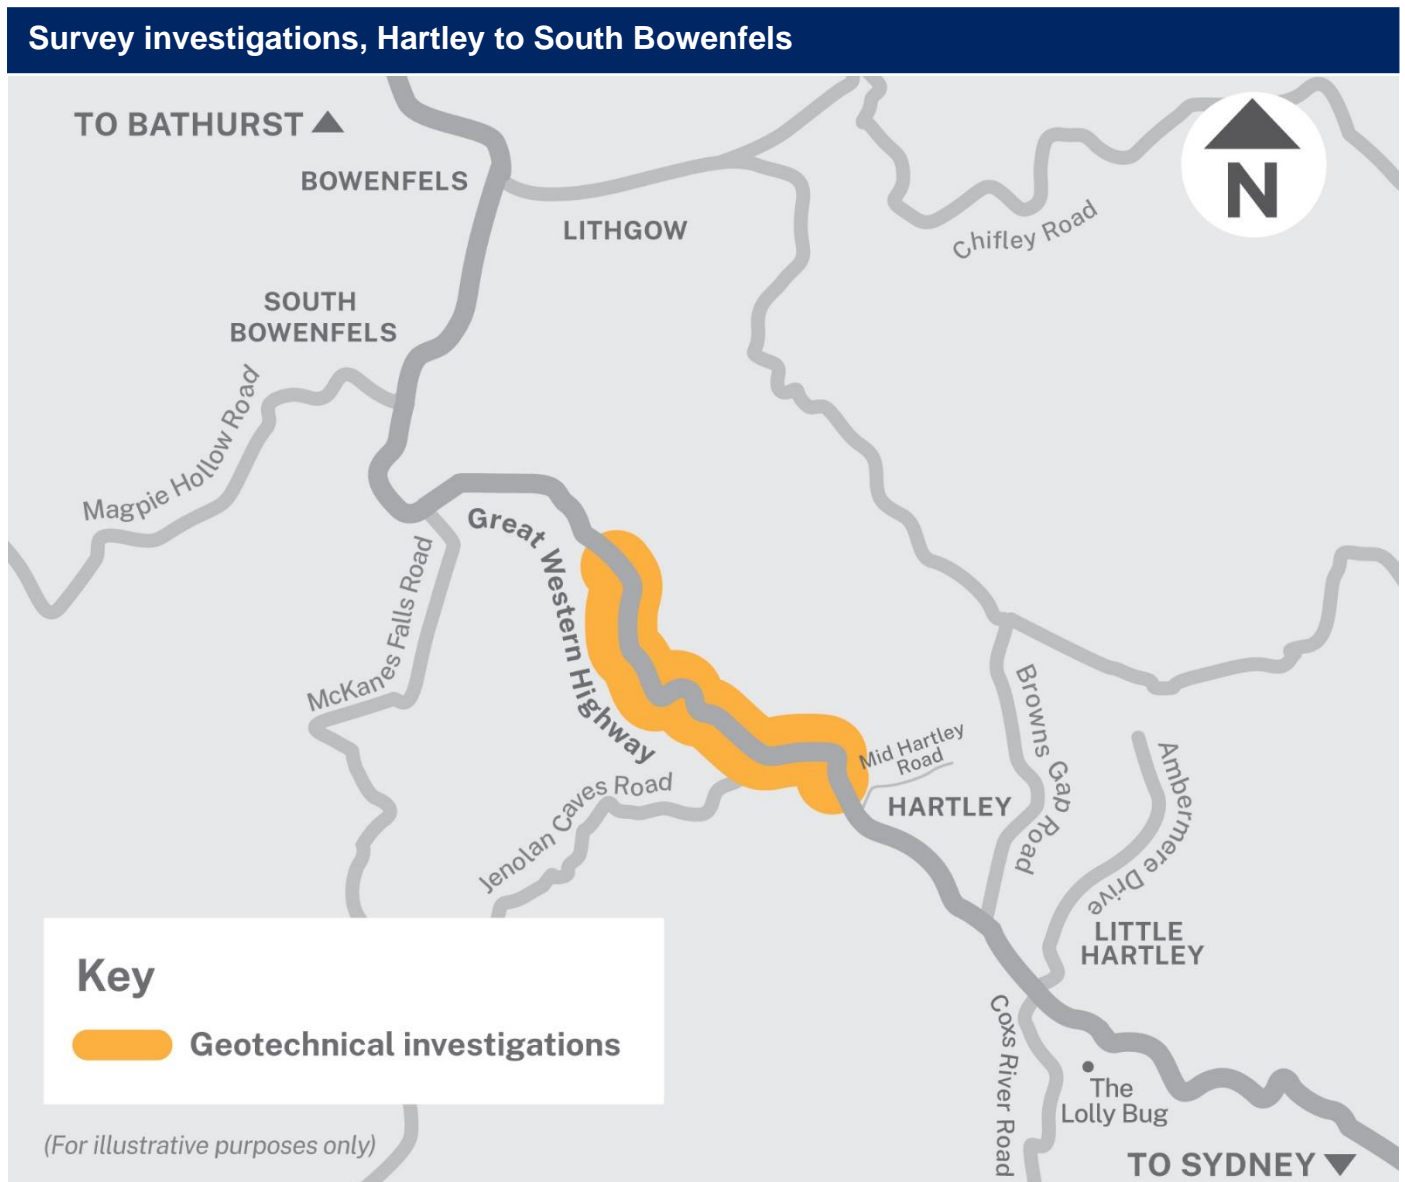 Survey investigations, Hartley to South Bowenfels
TO BATHURST
BOWENFELS
N
LITHGOW
Chifley Road
SOUTH
BOWENFELS
Magpie Hollow Road
Great Western Highway
McKanes Falls Road
Mid Hartley
Road
Browns Gap Road
Ambermere Drive
Jenolan Caves Road
HARTLEY
LITTLE
HARTLEY
Key
Geotechnical investigations
Coxs River Road
The
Lolly Bug
(For illustrative purposes only)
TO SYDNEY